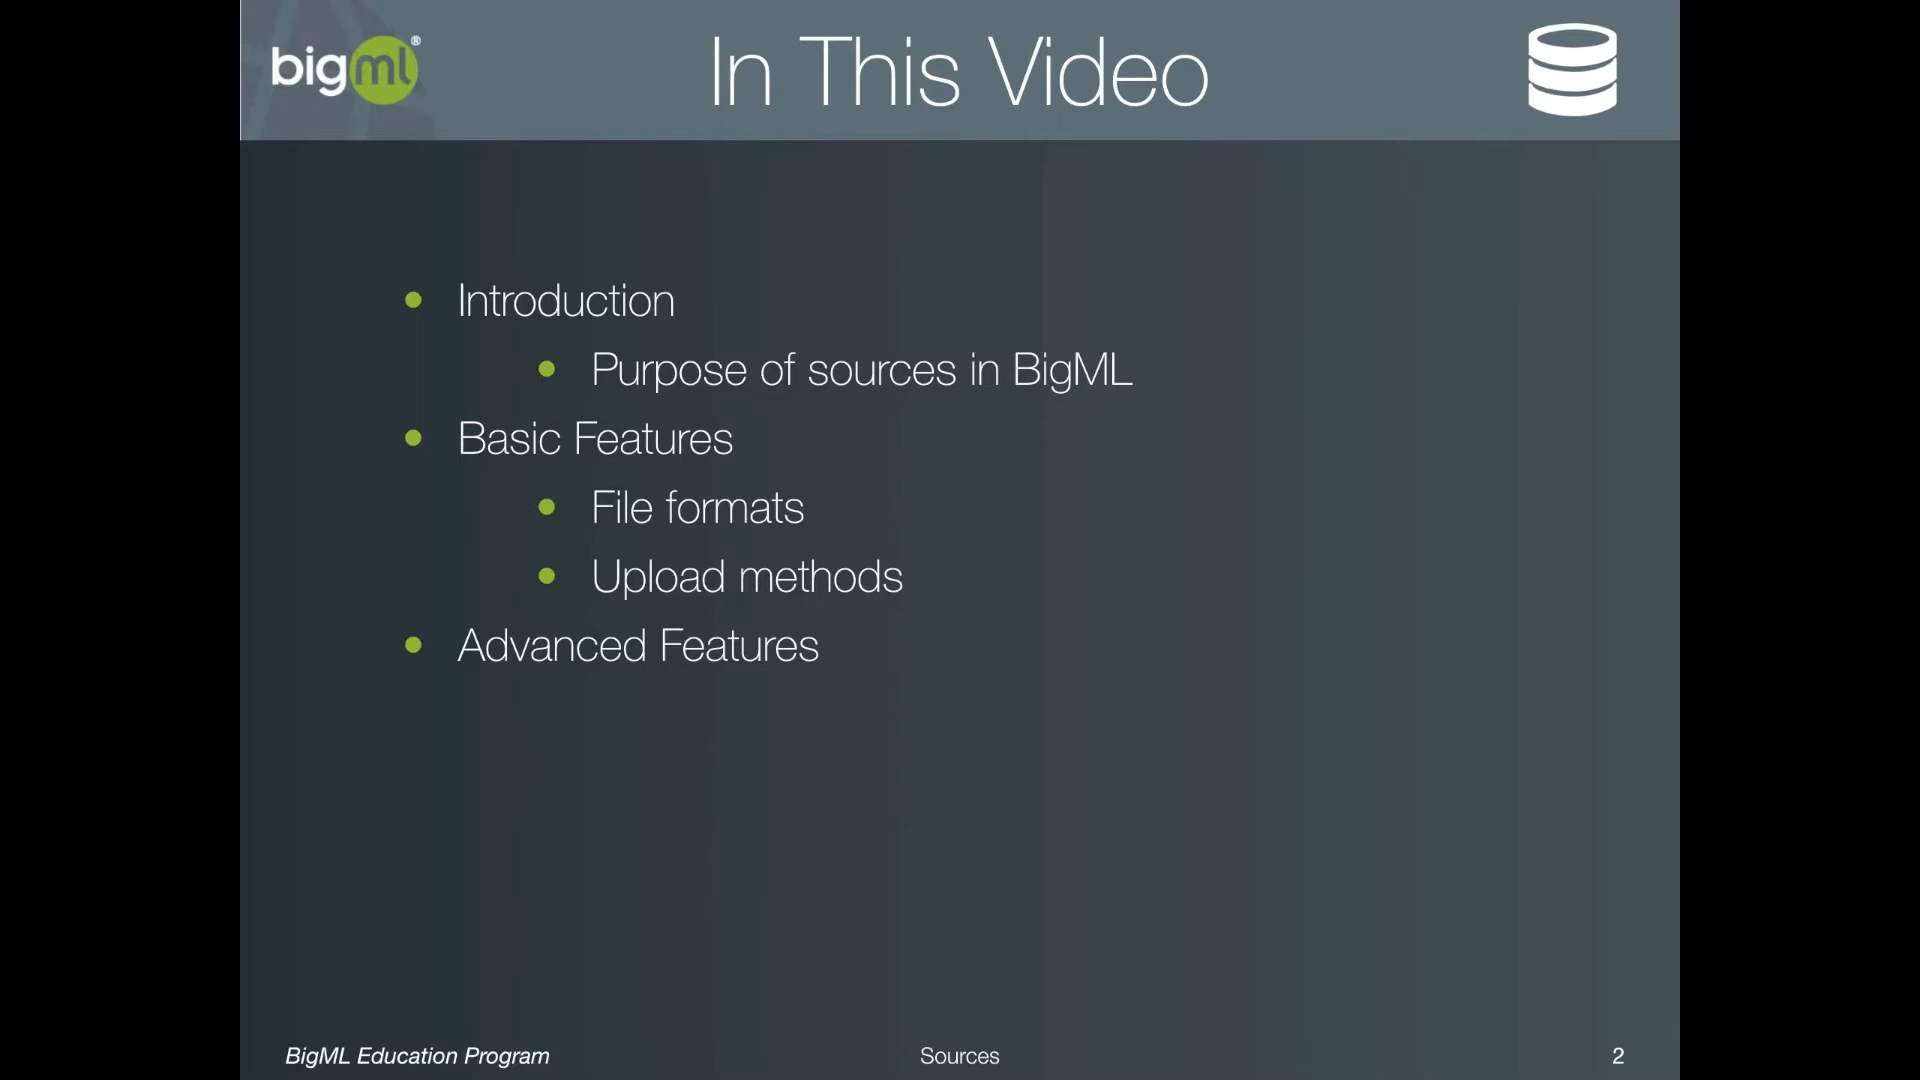 bigml®
In This Video
• Introduction
• Purpose of sources in BigML
• Basic Features
• File formats
• Upload methods
• Advanced Features
BigML Education Program
Sources
2